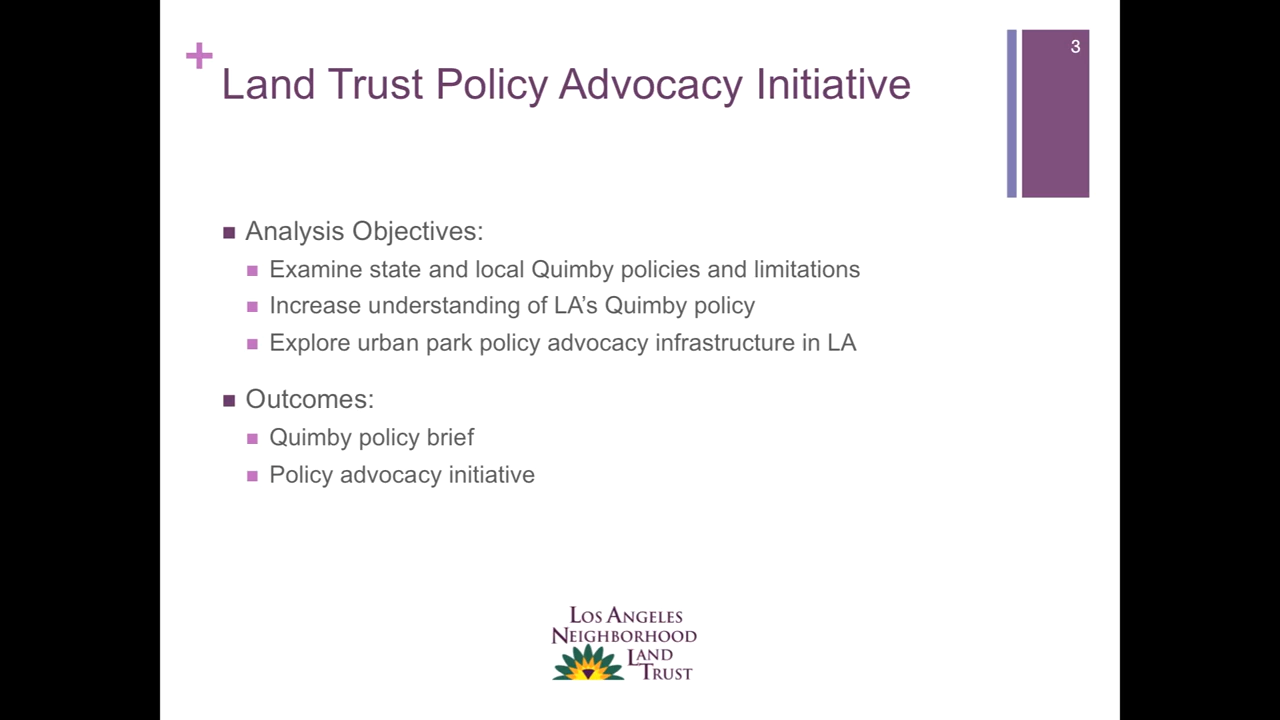 +
3
Land Trust Policy Advocacy Initiative
Analysis Objectives:
Examine state and local Quimby policies and limitations
Increase understanding of LA's Quimby policy
Explore urban park policy advocacy infrastructure in LA
Outcomes:
Quimby policy brief
Policy advocacy initiative
LOS ANGELES
NEIGHBORHOOD
LAND
TRUST